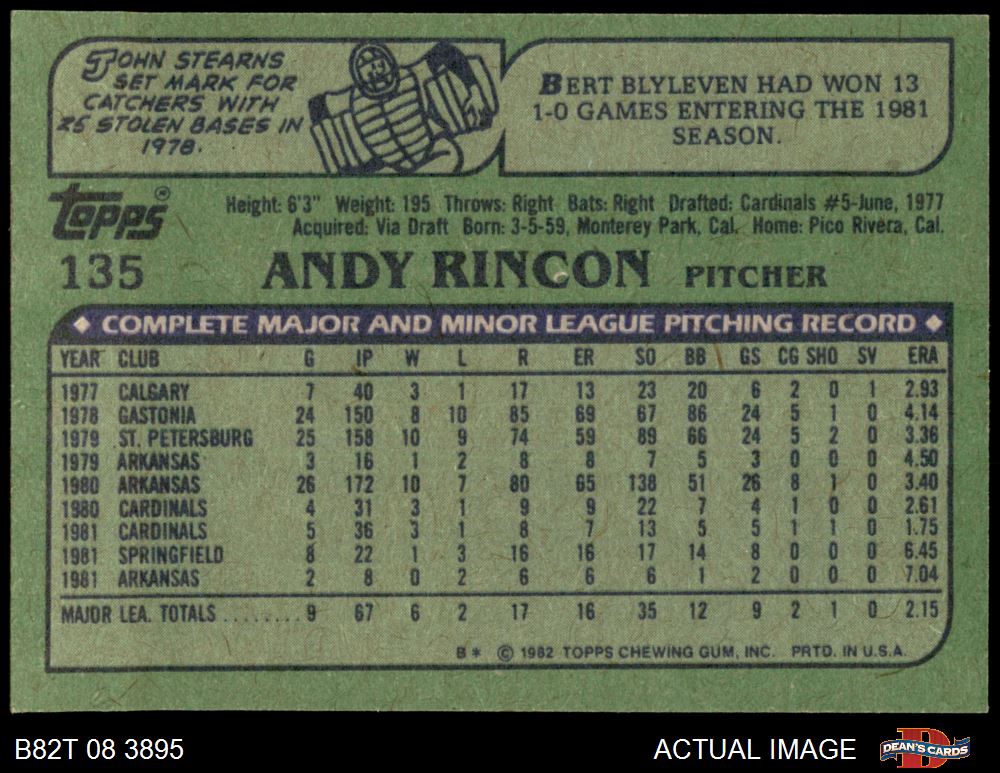 JOHN STEARNS
SET MARK FOR
CATCHERS WITH
25 STOLEN BASES IN
1978.
BERT BLYLEVEN HAD WON 13
1-0 GAMES ENTERING THE 1981
SEASON.
Topps®
Height: 6'3" Weight: 195 Throws: Right Bats: Right Drafted: Cardinals #5-June, 1977
Acquired: Via Draft Born: 3-5-59, Monterey Park, Cal. Home: Pico Rivera, Cal.
135 ANDY RINCON PITCHER
◆ COMPLETE MAJOR AND MINOR LEAGUE PITCHING RECORD ◆
YEAR CLUB G IP W L R ER SO BB GS CG SHO SV ERA
1977 CALGARY 7 40 3 1 17 13 23 20 6 2 0 1 2.93
1978 GASTONIA 24 150 8 10 85 69 67 86 24 5 1 0 4.14
1979 ST. PETERSBURG 25 158 10 9 74 59 89 66 24 5 2 0 3.36
1979 ARKANSAS 3 16 1 2 8 8 7 5 3 0 0 0 4.50
1980 ARKANSAS 26 172 10 7 80 65 138 51 26 8 1 0 3.40
1980 CARDINALS 4 31 3 1 9 9 22 7 4 1 0 0 2.61
1981 CARDINALS 5 36 3 1 8 7 13 5 5 1 1 0 1.75
1981 SPRINGFIELD 8 22 1 3 16 16 17 14 8 0 0 0 6.45
1981 ARKANSAS 2 8 0 2 6 6 6 1 2 0 0 0 7.04
MAJOR LEA. TOTALS ........ 9 67 6 2 17 16 35 12 9 2 1 0 2.15
B* © 1982 TOPPS CHEWING GUM, INC. PRTD. IN U.S.A.
B82T 08 3895 ACTUAL IMAGE DEAN'S CARDS